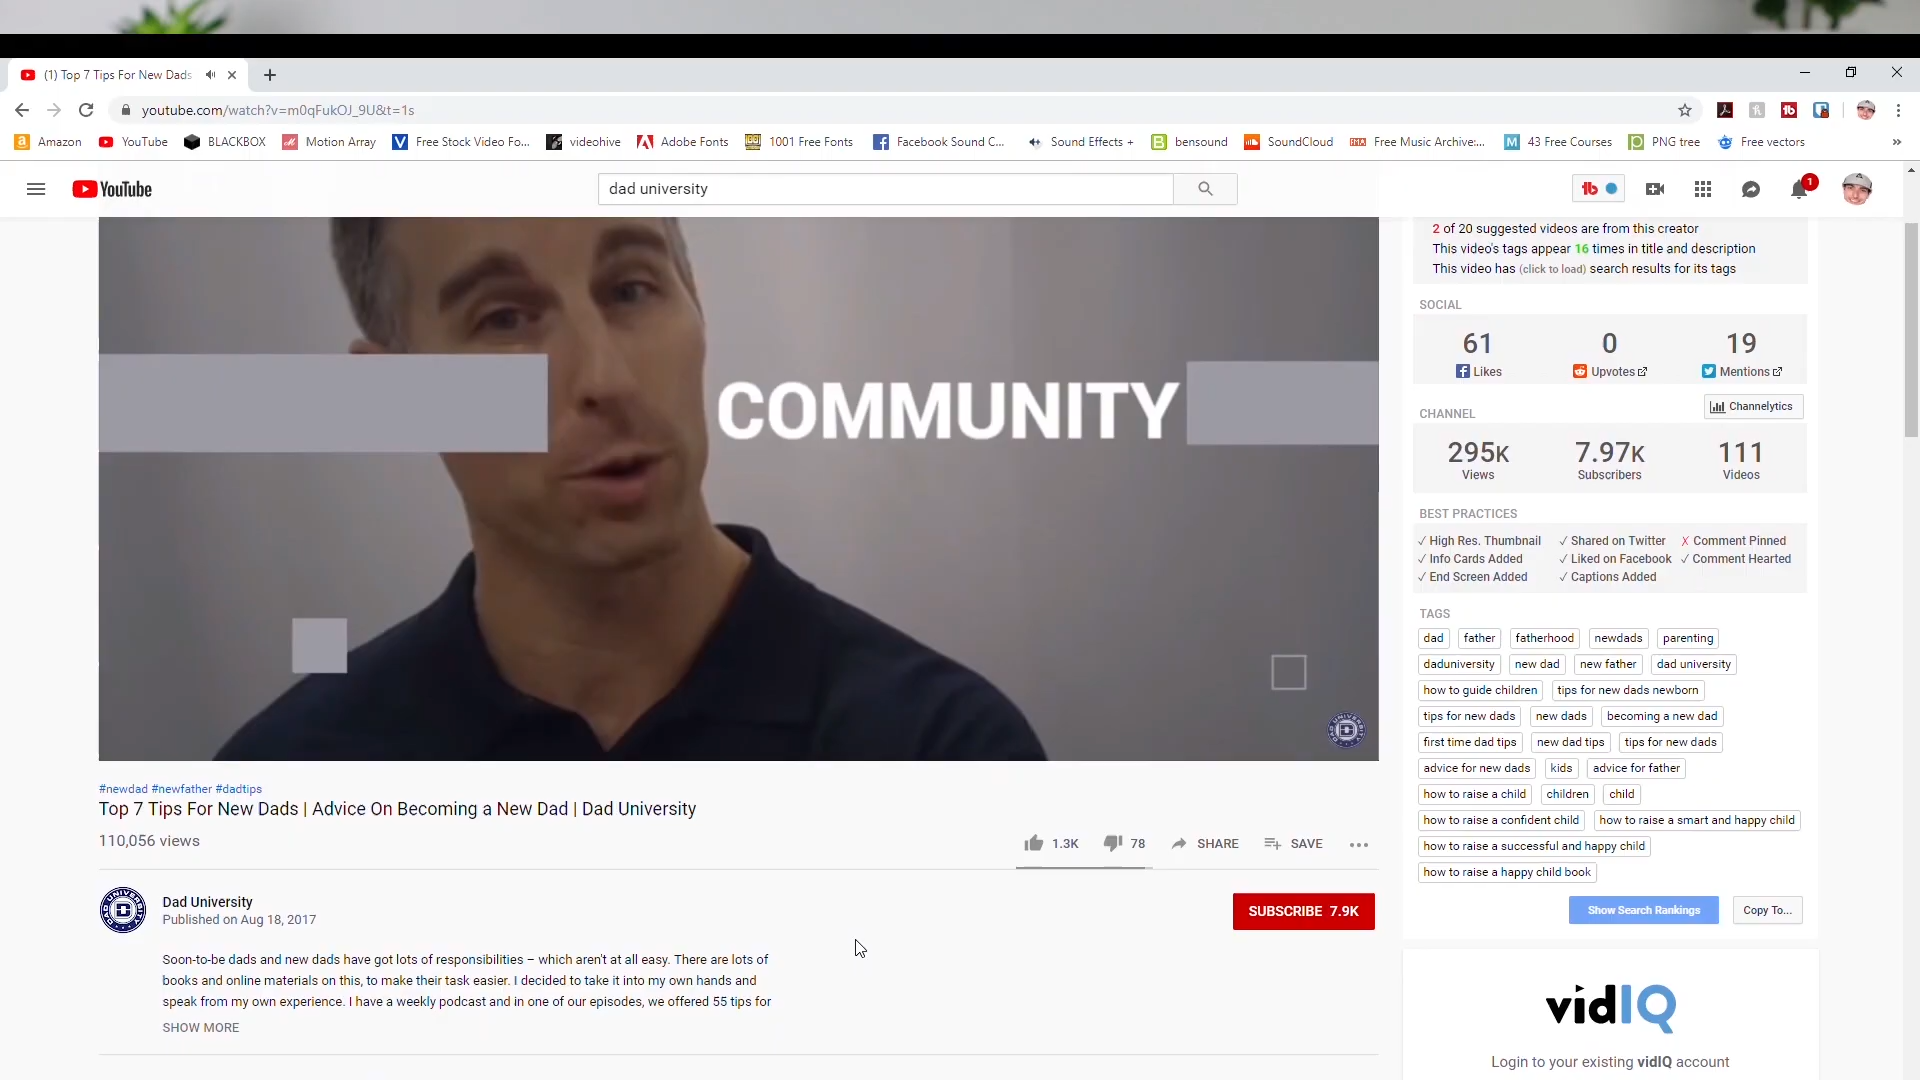 (1) Top 7 Tips For New Dads
youtube.com/watch?v=m0qFukOJ_9U&t=1s
Amazon YouTube BLACKBOX Motion Array Free Stock Video Fo... videohive Adobe Fonts 1001 Free Fonts Facebook Sound C... Sound Effects + bensound SoundCloud Free Music Archive:... 43 Free Courses PNG tree Free vectors »
YouTube
dad university
tb
1
COMMUNITY
DAD UNIVERSITY
#newdad #newfather #dadtips
Top 7 Tips For New Dads | Advice On Becoming a New Dad | Dad University
110,056 views
1.3K 78 SHARE SAVE
Dad University
Published on Aug 18, 2017
SUBSCRIBE 7.9K
Soon-to-be dads and new dads have got lots of responsibilities – which aren't at all easy. There are lots of
books and online materials on this, to make their task easier. I decided to take it into my own hands and
speak from my own experience. I have a weekly podcast and in one of our episodes, we offered 55 tips for
SHOW MORE
2 of 20 suggested videos are from this creator
This video's tags appear 16 times in title and description
This video has (click to load) search results for its tags
SOCIAL
61 0 19
Likes Upvotes Mentions
CHANNEL Channelytics
295K 7.97K 111
Views Subscribers Videos
BEST PRACTICES
✓ High Res. Thumbnail ✓ Shared on Twitter X Comment Pinned
✓ Info Cards Added ✓ Liked on Facebook ✓ Comment Hearted
✓ End Screen Added ✓ Captions Added
TAGS
dad father fatherhood newdads parenting
daduniversity new dad new father dad university
how to guide children tips for new dads newborn
tips for new dads new dads becoming a new dad
first time dad tips new dad tips tips for new dads
advice for new dads kids advice for father
how to raise a child children child
how to raise a confident child how to raise a smart and happy child
how to raise a successful and happy child
how to raise a happy child book
Show Search Rankings Copy To...
vidIQ
Login to your existing vidIQ account